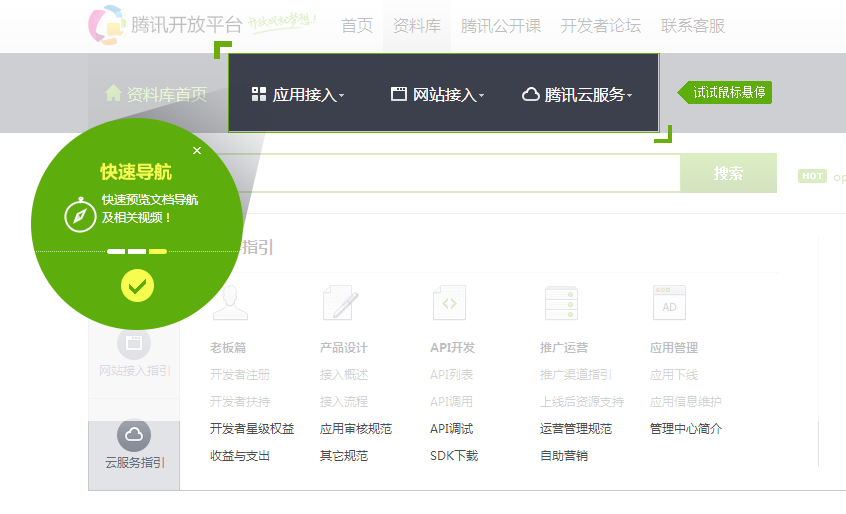 腾讯开放平台 开放成就梦想! 首页 资料库 腾讯公开课 开发者论坛 联系客服
资料库首页 应用接入 网站接入 腾讯云服务 试试鼠标悬停
快速导航
快速预览文档导航
及相关视频！
搜索 HOT op
指引
AD
老板篇 产品设计 API开发 推广运营 应用管理
网站接入指引 开发者注册 接入概述 API列表 推广渠道指引 应用下线
开发者扶持 接入流程 API调用 上线后资源支持 应用信息维护
开发者星级权益 应用审核规范 API调试 运营管理规范 管理中心简介
云服务指引 收益与支出 其它规范 SDK下载 自助营销